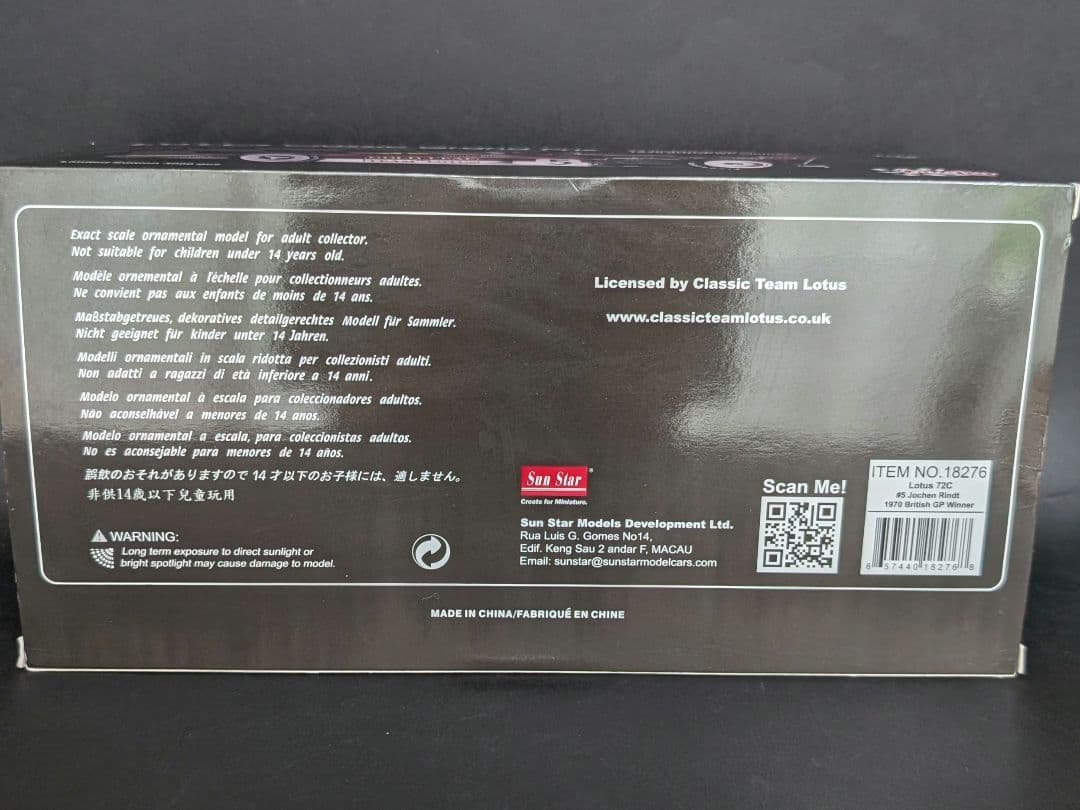 Exact scale ornamental model for adult collector.
Not suitable for children under 14 years old.
Modèle ornemental à l'échelle pour collectionneurs adultes.
Ne convient pas aux enfants de moins de 14 ans.
Maßstabgetreues, dekoratives detailgerechtes Modell für Sammler.
Nicht geeignet für kinder unter 14 Jahren.
Modelli ornamentali in scala ridotta per collezionisti adulti.
Non adatti a ragazzi di età inferiore a 14 anni.
Modelo ornamental à escala para coleccionadores adultos.
Não aconselhável a menores de 14 anos.
Modelo ornamental a escala, para coleccionistas adultos.
No es aconsejable para menores de 14 años.
誤飲のおそれがありますので 14 才以下のお子様には、適しません。
非供14歲以下兒童玩用
WARNING:
Long term exposure to direct sunlight or
bright spotlight may cause damage to model.
Licensed by Classic Team Lotus
www.classicteamlotus.co.uk
Sun Star®
Create for Miniature.
Sun Star Models Development Ltd.
Rua Luis G. Gomes No14,
Edif. Keng Sau 2 andar F, MACAU
Email: sunstar@sunstarmodelcars.com
Scan Me!
ITEM NO.18276
Lotus 72C
#5 Jochen Rindt
1970 British GP Winner
6 57440 18276 8
MADE IN CHINA/FABRIQUÉ EN CHINE